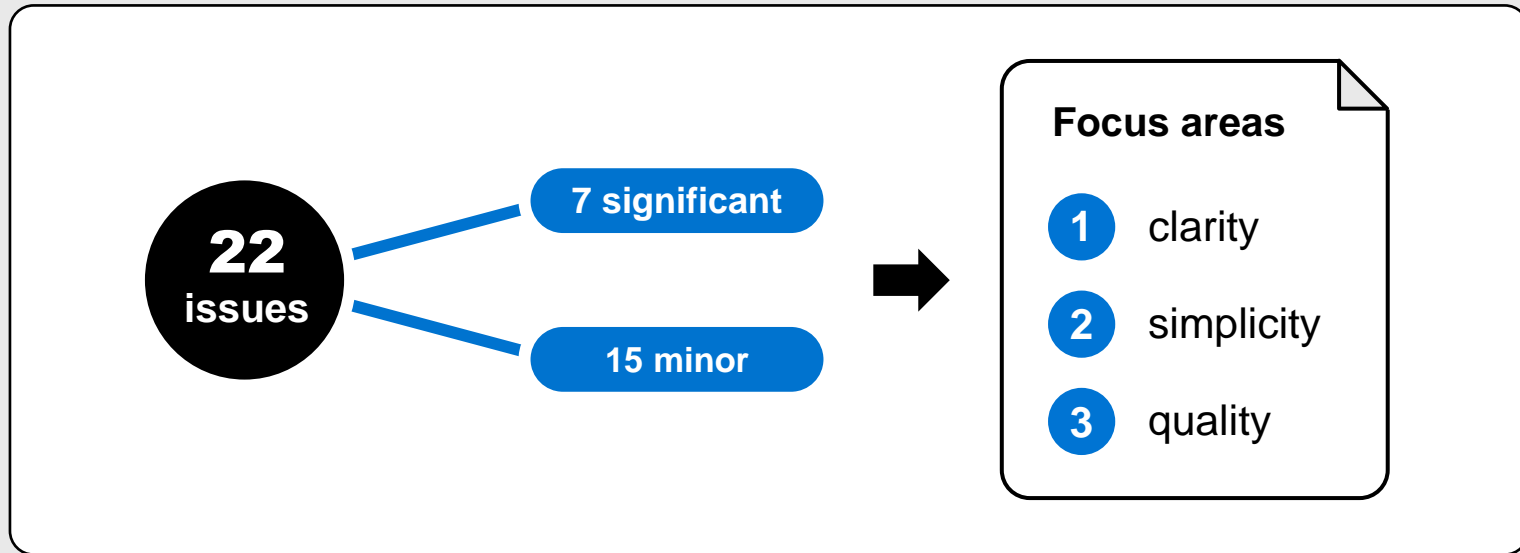 22
issues
7 significant
15 minor
Focus areas
1 clarity
2 simplicity
3 quality